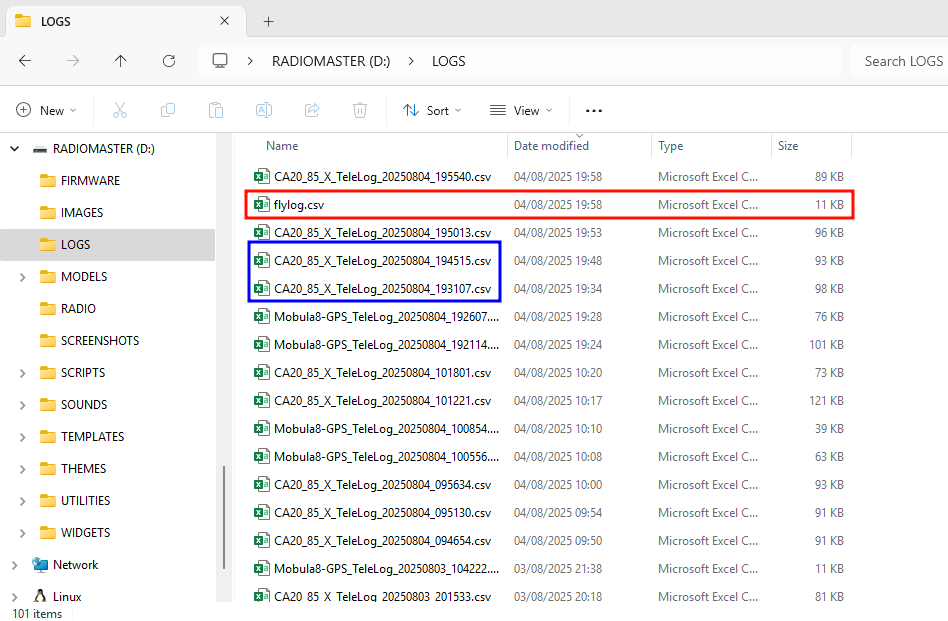 LOGS
RADIOMASTER (D:) > LOGS
Search LOGS
New
Sort
View
RADIOMASTER (D:)
FIRMWARE
IMAGES
LOGS
MODELS
RADIO
SCREENSHOTS
SCRIPTS
SOUNDS
TEMPLATES
THEMES
UTILITIES
WIDGETS
Network
Linux
Name Date modified Type Size
CA20_85_X_TeleLog_20250804_195540.csv 04/08/2025 19:58 Microsoft Excel C... 89 KB
flylog.csv 04/08/2025 19:58 Microsoft Excel C... 11 KB
CA20_85_X_TeleLog_20250804_195013.csv 04/08/2025 19:53 Microsoft Excel C... 96 KB
CA20_85_X_TeleLog_20250804_194515.csv 04/08/2025 19:48 Microsoft Excel C... 93 KB
CA20_85_X_TeleLog_20250804_193107.csv 04/08/2025 19:34 Microsoft Excel C... 98 KB
Mobula8-GPS_TeleLog_20250804_192607.... 04/08/2025 19:28 Microsoft Excel C... 76 KB
Mobula8-GPS_TeleLog_20250804_192114.... 04/08/2025 19:24 Microsoft Excel C... 101 KB
CA20_85_X_TeleLog_20250804_101801.csv 04/08/2025 10:20 Microsoft Excel C... 73 KB
CA20_85_X_TeleLog_20250804_101221.csv 04/08/2025 10:17 Microsoft Excel C... 121 KB
Mobula8-GPS_TeleLog_20250804_100854.... 04/08/2025 10:10 Microsoft Excel C... 39 KB
Mobula8-GPS_TeleLog_20250804_100556.... 04/08/2025 10:08 Microsoft Excel C... 63 KB
CA20_85_X_TeleLog_20250804_095634.csv 04/08/2025 10:00 Microsoft Excel C... 93 KB
CA20_85_X_TeleLog_20250804_095130.csv 04/08/2025 09:54 Microsoft Excel C... 91 KB
CA20_85_X_TeleLog_20250804_094654.csv 04/08/2025 09:50 Microsoft Excel C... 91 KB
Mobula8-GPS_TeleLog_20250803_104222.... 03/08/2025 21:38 Microsoft Excel C... 11 KB
CA20_85_X_TeleLog_20250803_201533.csv 03/08/2025 20:18 Microsoft Excel C... 81 KB
101 items